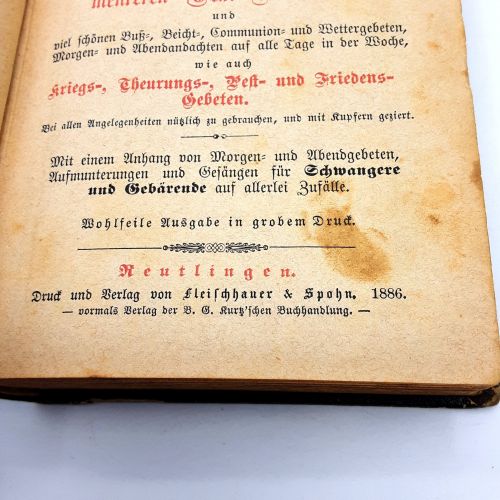 mehreren
und
viel schönen Buß-, Beicht-, Communion- und Wettergebeten,
Morgen- und Abendandachten auf alle Tage in der Woche,
wie auch
Kriegs-, Theurungs-, Pest- und Friedens-
Gebeten.
Bei allen Angelegenheiten nützlich zu gebrauchen, und mit Kupfern geziert.
Mit einem Anhang von Morgen- und Abendgebeten,
Aufmunterungen und Gesängen für Schwangere
und Gebärende auf allerlei Zufälle.
Wohlfeile Ausgabe in grobem Druck.
Reutlingen.
Druck und Verlag von Fleischhauer & Spohn. 1886.
— vormals Verlag der B. G. Kurtz'schen Buchhandlung. —